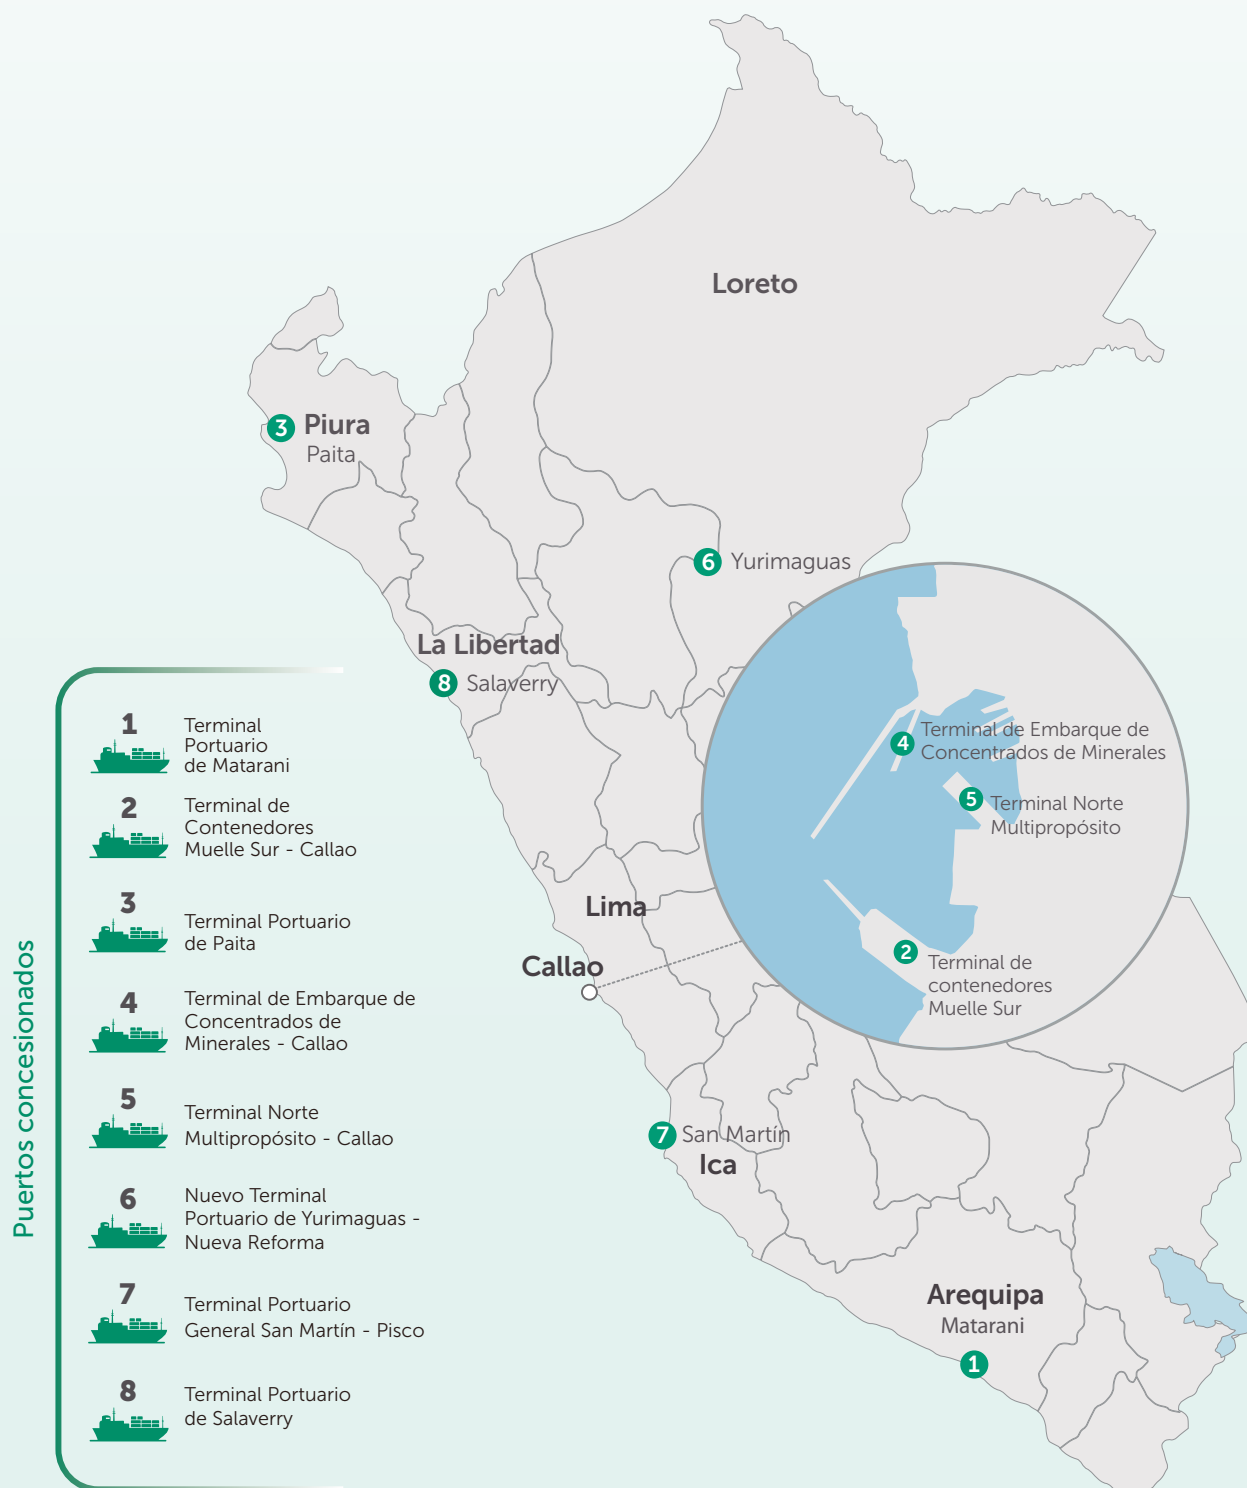 Loreto
3
Piura
Paita
6
Yurimaguas
La Libertad
8
Salaverry
4
Terminal de Embarque de
Concentrados de Minerales
5
Terminal Norte
Multipropósito
2
Terminal de
contenedores
Muelle Sur
Lima
Callao
7
San Martín
Ica
Arequipa
Matarani
1
Puertos concesionados
1
Terminal
Portuario
de Matarani
2
Terminal de
Contenedores
Muelle Sur - Callao
3
Terminal Portuario
de Paita
4
Terminal de Embarque de
Concentrados de
Minerales - Callao
5
Terminal Norte
Multipropósito - Callao
6
Nuevo Terminal
Portuario de Yurimaguas -
Nueva Reforma
7
Terminal Portuario
General San Martín - Pisco
8
Terminal Portuario
de Salaverry